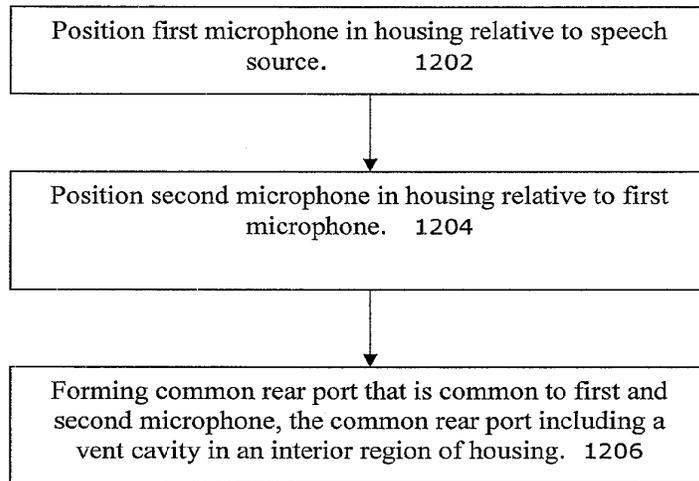 Position first microphone in housing relative to speech
source. 1202
Position second microphone in housing relative to first
microphone. 1204
Forming common rear port that is common to first and
second microphone, the common rear port including a
vent cavity in an interior region of housing. 1206